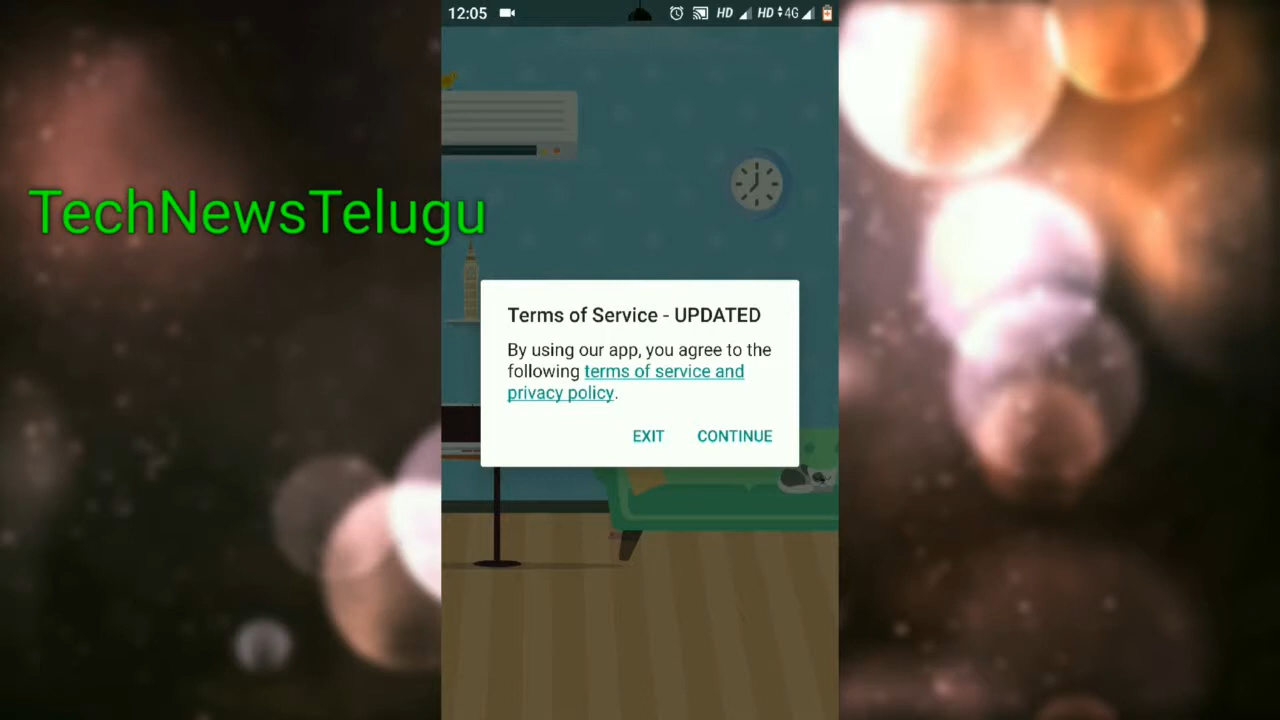 12:05 HD HD 4G
TechNewsTelugu
Terms of Service - UPDATED
By using our app, you agree to the
following terms of service and
privacy policy.
EXIT CONTINUE